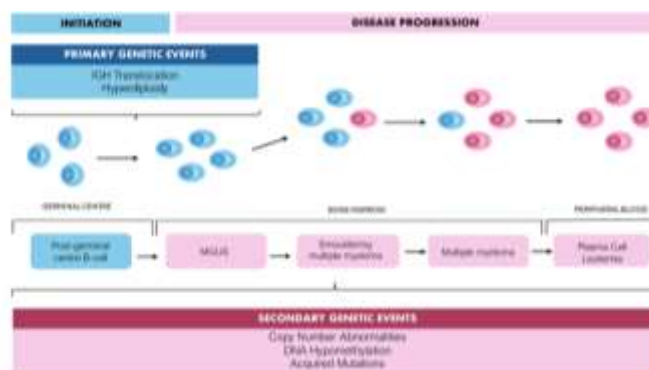 INITIATION
DISEASE PROGRESSION
PRIMARY GENETIC EVENTS
IGH Translocation
Hyperdiploidy
GERMINAL CENTRE
BONE MARROW
PERIPHERAL BLOOD
Post-germinal
centre B-cell
MGUS
Smouldering
multiple myeloma
Multiple myeloma
Plasma Cell
Leukemia
SECONDARY GENETIC EVENTS
Copy Number Abnormalities
DNA Hypomethylation
Acquired Mutations